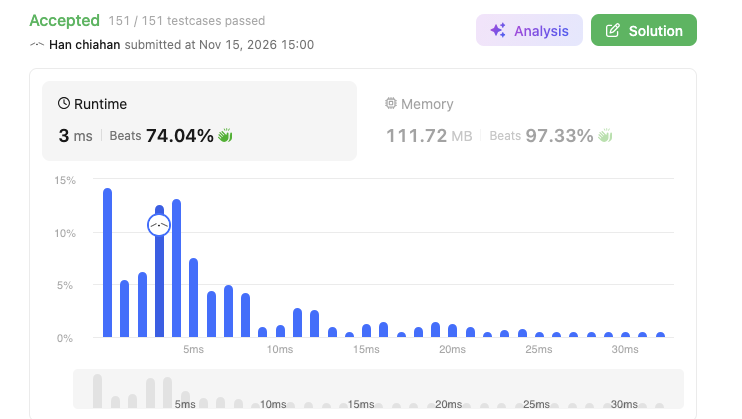 Accepted 151 / 151 testcases passed
Han chiahan submitted at Nov 15, 2026 15:00
Analysis
Solution
Runtime
3 ms | Beats 74.04%
Memory
111.72 MB | Beats 97.33%
15%
10%
5%
0%
5ms 10ms 15ms 20ms 25ms 30ms
5ms 10ms 15ms 20ms 25ms 30ms